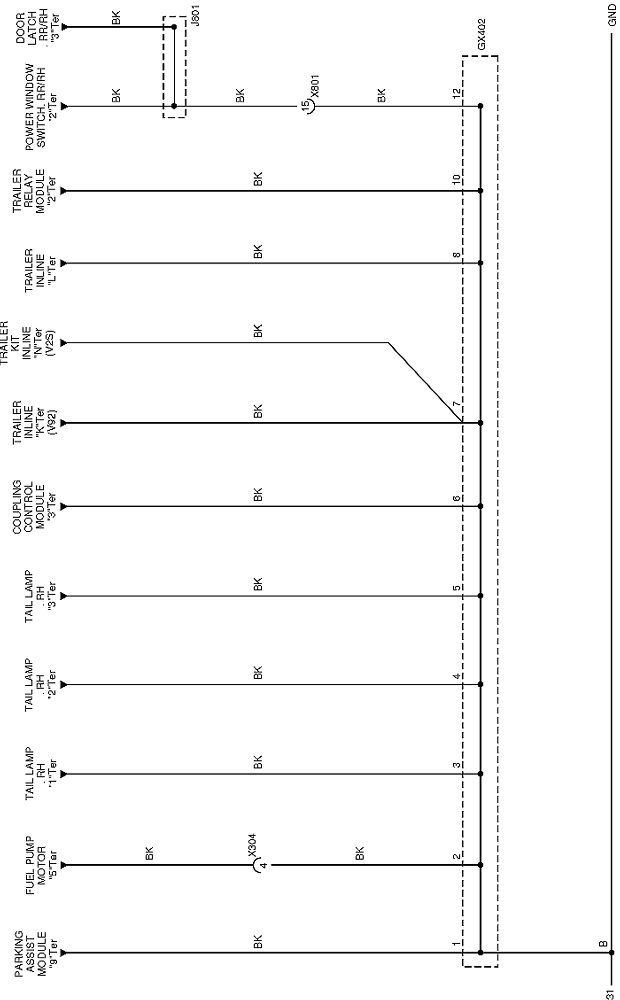 DOOR
LATCH
. RR/RH
"3"Ter
BK
J801
POWER WINDOW
SWITCH. RR/RH
"2"Ter
BK
BK
15
X801
BK
12
GX402
GND
TRAILER
RELAY
MODULE
"2"Ter
BK
10
TRAILER
INLINE
"L"Ter
BK
8
TRAILER
KIT
INLINE
"N"Ter
(V2S)
BK
TRAILER
INLINE
"K"Ter
(V92)
BK
7
COUPLING
CONTROL
MODULE
"3"Ter
BK
6
TAIL LAMP
. RH
"3"Ter
BK
5
TAIL LAMP
. RH
"2"Ter
BK
4
TAIL LAMP
. RH
"1"Ter
BK
3
FUEL PUMP
MOTOR
"5"Ter
BK
X304
4
BK
2
PARKING
ASSIST
MODULE
"9"Ter
BK
1
B
31